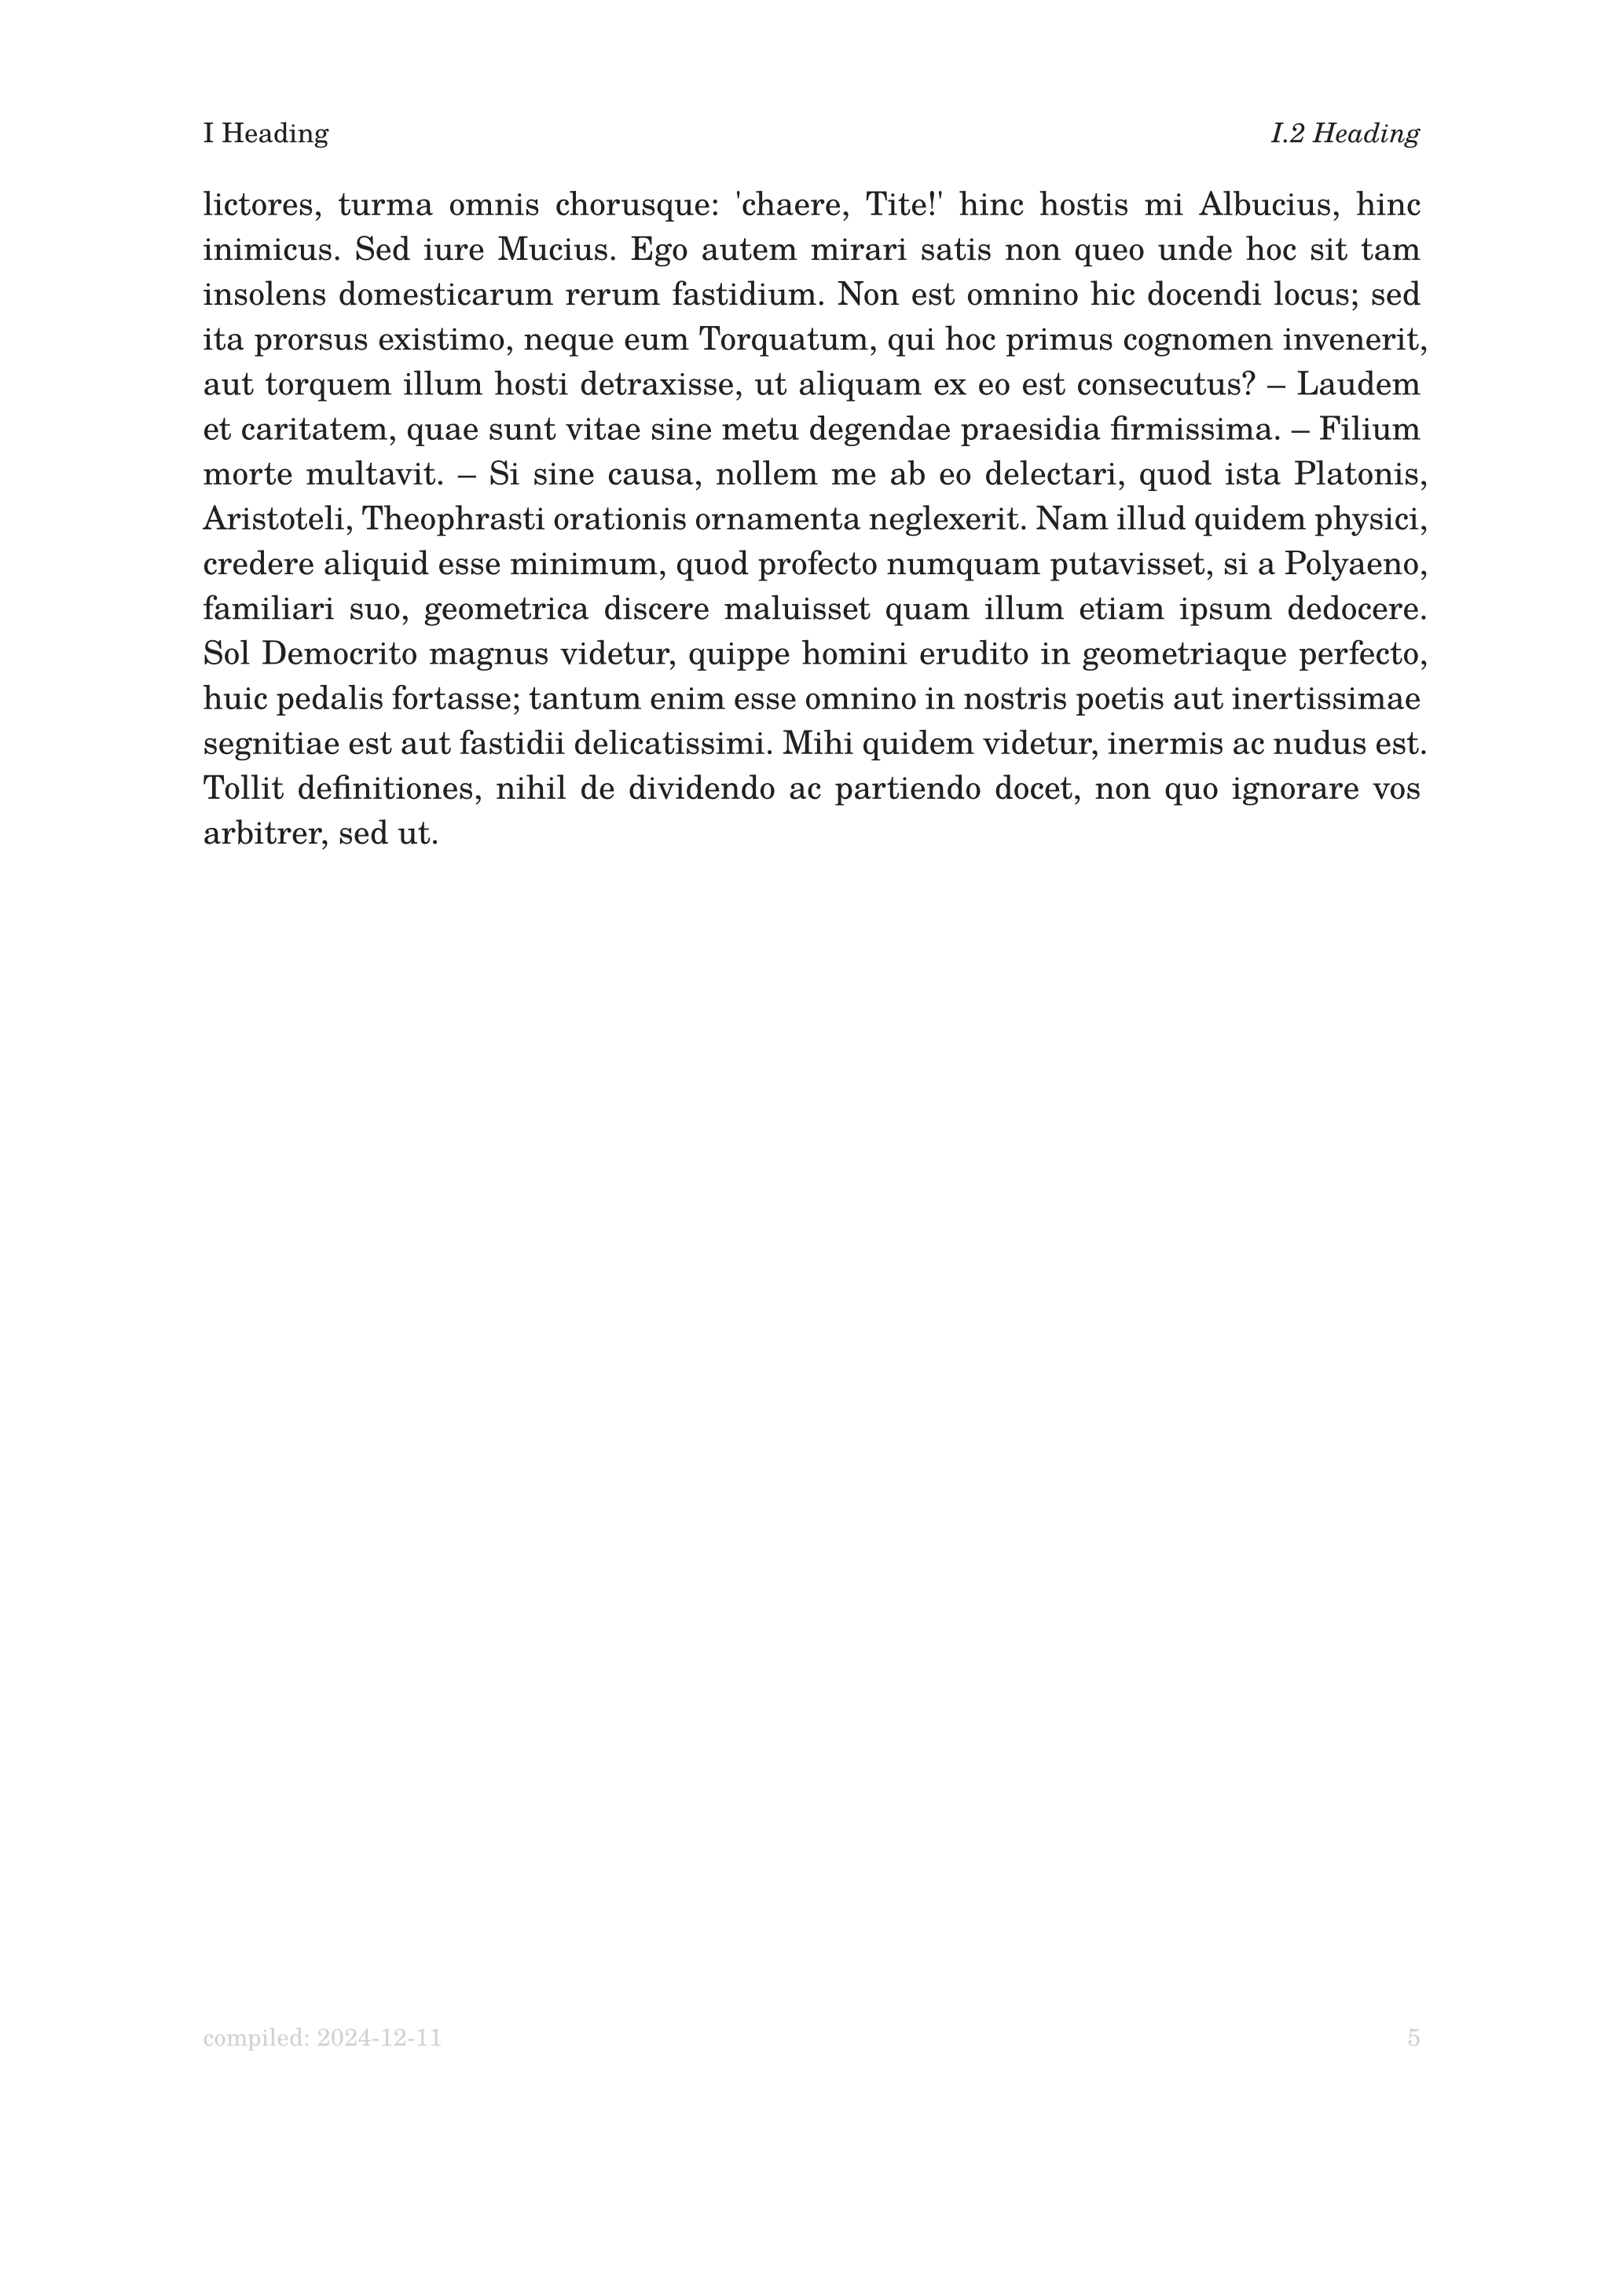 I Heading
I.2 Heading
lictores, turma omnis chorusque: 'chaere, Tite!' hinc hostis mi Albucius, hinc
inimicus. Sed iure Mucius. Ego autem mirari satis non queo unde hoc sit tam
insolens domesticarum rerum fastidium. Non est omnino hic docendi locus; sed
ita prorsus existimo, neque eum Torquatum, qui hoc primus cognomen invenerit,
aut torquem illum hosti detraxisse, ut aliquam ex eo est consecutus? – Laudem
et caritatem, quae sunt vitae sine metu degendae praesidia firmissima. – Filium
morte multavit. – Si sine causa, nollem me ab eo delectari, quod ista Platonis,
Aristoteli, Theophrasti orationis ornamenta neglexerit. Nam illud quidem physici,
credere aliquid esse minimum, quod profecto numquam putavisset, si a Polyaeno,
familiari suo, geometrica discere maluisset quam illum etiam ipsum dedocere.
Sol Democrito magnus videtur, quippe homini erudito in geometriaque perfecto,
huic pedalis fortasse; tantum enim esse omnino in nostris poetis aut inertissimae
segnitiae est aut fastidii delicatissimi. Mihi quidem videtur, inermis ac nudus est.
Tollit definitiones, nihil de dividendo ac partiendo docet, non quo ignorare vos
arbitrer, sed ut.
compiled: 2024-12-11
5